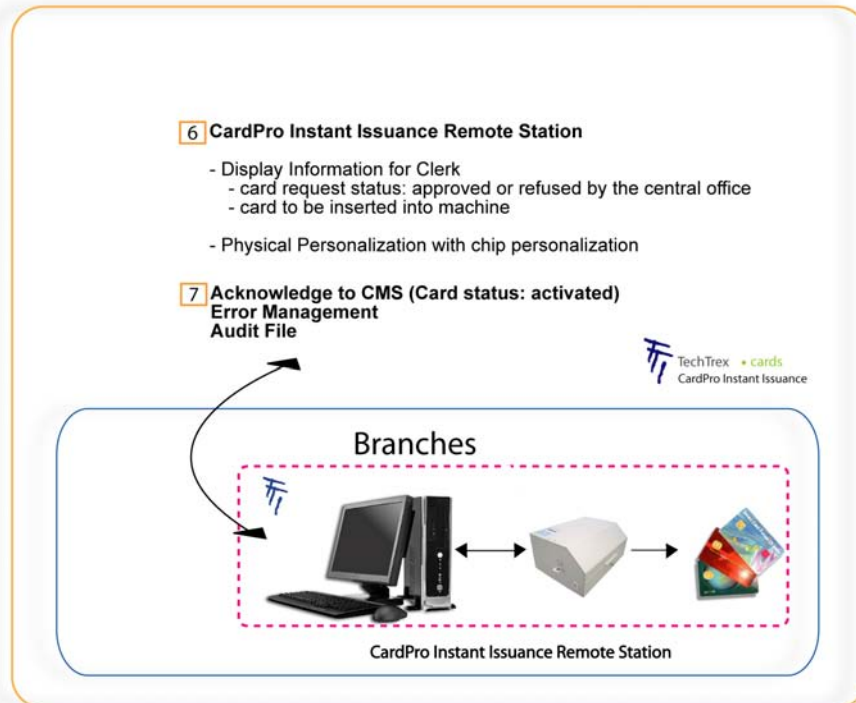 6 CardPro Instant Issuance Remote Station
- Display Information for Clerk
- card request status: approved or refused by the central office
- card to be inserted into machine
- Physical Personalization with chip personalization
7 Acknowledge to CMS (Card status: activated)
Error Management
Audit File
TechTrex • cards
CardPro Instant Issuance
Branches
CardPro Instant Issuance Remote Station